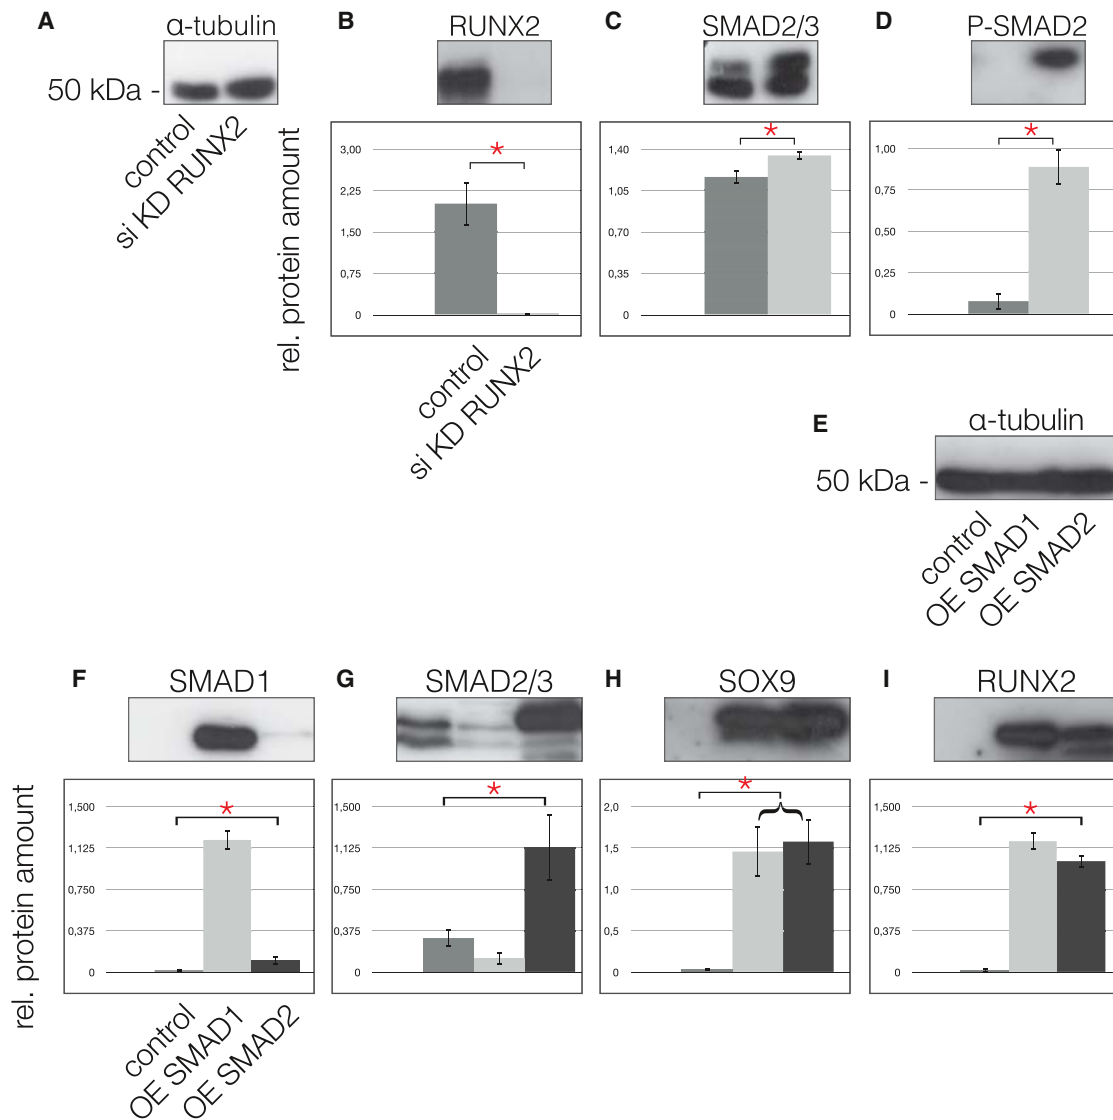 A
α-tubulin
50 kDa -
control
si KD RUNX2
B
RUNX2
rel. protein amount
3,00
2,25
1,50
0,75
0
*
control
si KD RUNX2
C
SMAD2/3
1,40
1,05
0,70
0,35
0
*
D
P-SMAD2
1,00
0,75
0,50
0,25
0
*
E
α-tubulin
50 kDa -
control
OE SMAD1
OE SMAD2
F
SMAD1
rel. protein amount
1,500
1,125
0,750
0,375
0
*
control
OE SMAD1
OE SMAD2
G
SMAD2/3
1,500
1,125
0,750
0,375
0
*
H
SOX9
2,0
1,5
1,0
0,5
0
*
I
RUNX2
1,500
1,125
0,750
0,375
0
*